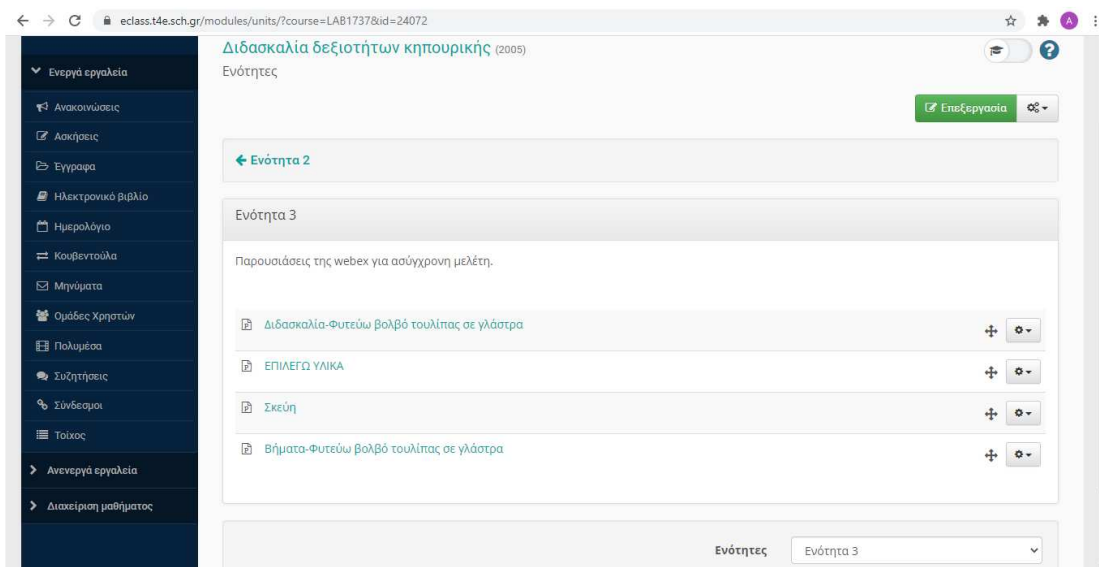 eclass.t4e.sch.gr/modules/units/?course=LAB1737&id=24072
A
Διδασκαλία δεξιοτήτων κηπουρικής (2005)
Ενότητες
Ενεργά εργαλεία
Ανακοινώσεις
Ασκήσεις
Έγγραφα
Ηλεκτρονικό βιβλίο
Ημερολόγιο
Κουβεντούλα
Μηνύματα
Ομάδες Χρηστών
Πολυμέσα
Συζητήσεις
Σύνδεσμοι
Τοίχος
Ανενεργά εργαλεία
Διαχείριση μαθήματος
Επεξεργασία
Ενότητα 2
Ενότητα 3
Παρουσιάσεις της webex για ασύγχρονη μελέτη.
Διδασκαλία-Φυτεύω βολβό τουλίπας σε γλάστρα
ΕΠΙΛΕΓΩ ΥΛΙΚΑ
Σκεύη
Βήματα-Φυτεύω βολβό τουλίπας σε γλάστρα
Ενότητες Ενότητα 3